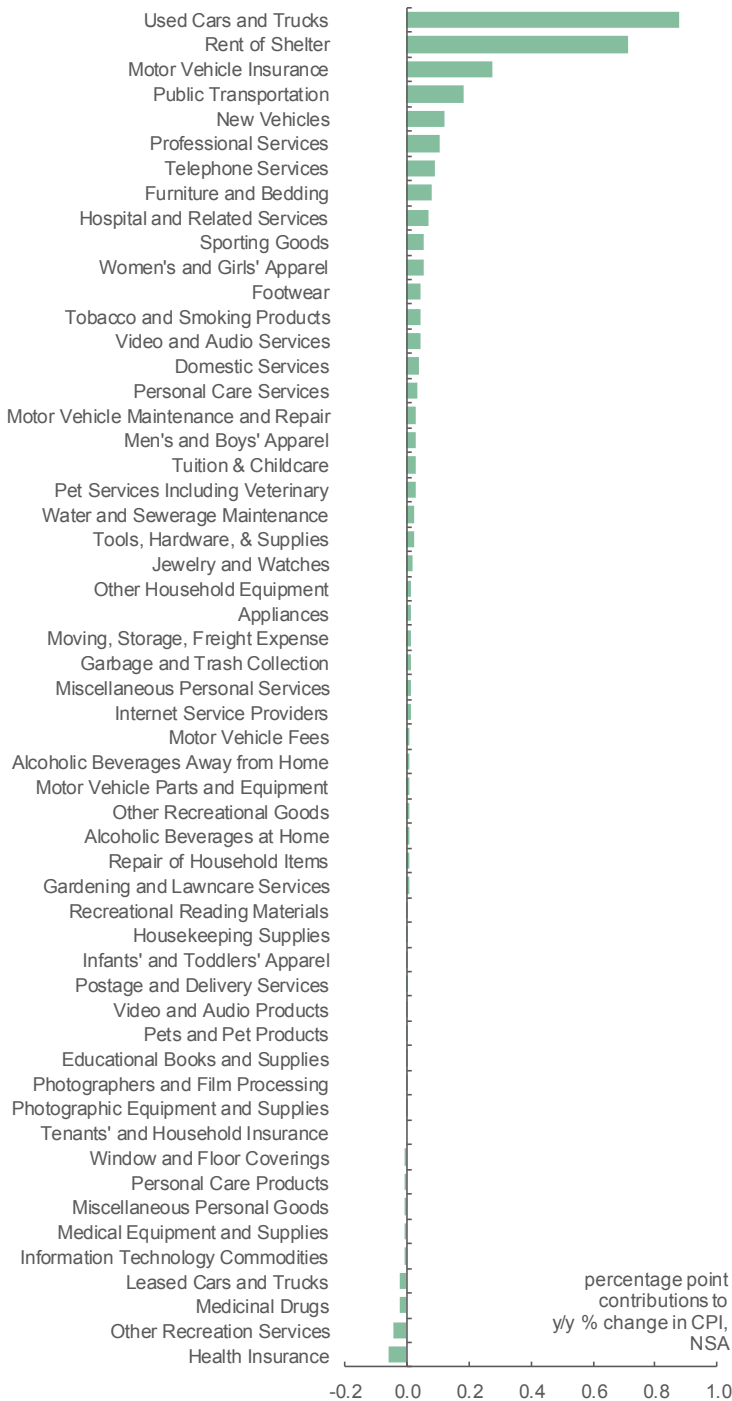 Used Cars and Trucks
Rent of Shelter
Motor Vehicle Insurance
Public Transportation
New Vehicles
Professional Services
Telephone Services
Furniture and Bedding
Hospital and Related Services
Sporting Goods
Women's and Girls' Apparel
Footwear
Tobacco and Smoking Products
Video and Audio Services
Domestic Services
Personal Care Services
Motor Vehicle Maintenance and Repair
Men's and Boys' Apparel
Tuition & Childcare
Pet Services Including Veterinary
Water and Sewerage Maintenance
Tools, Hardware, & Supplies
Jewelry and Watches
Other Household Equipment
Appliances
Moving, Storage, Freight Expense
Garbage and Trash Collection
Miscellaneous Personal Services
Internet Service Providers
Motor Vehicle Fees
Alcoholic Beverages Away from Home
Motor Vehicle Parts and Equipment
Other Recreational Goods
Alcoholic Beverages at Home
Repair of Household Items
Gardening and Lawncare Services
Recreational Reading Materials
Housekeeping Supplies
Infants' and Toddlers' Apparel
Postage and Delivery Services
Video and Audio Products
Pets and Pet Products
Educational Books and Supplies
Photographers and Film Processing
Photographic Equipment and Supplies
Tenants' and Household Insurance
Window and Floor Coverings
Personal Care Products
Miscellaneous Personal Goods
Medical Equipment and Supplies
Information Technology Commodities
Leased Cars and Trucks
Medicinal Drugs
Other Recreation Services
Health Insurance
percentage point
contributions to
y/y % change in CPI,
NSA
-0.2 0.0 0.2 0.4 0.6 0.8 1.0